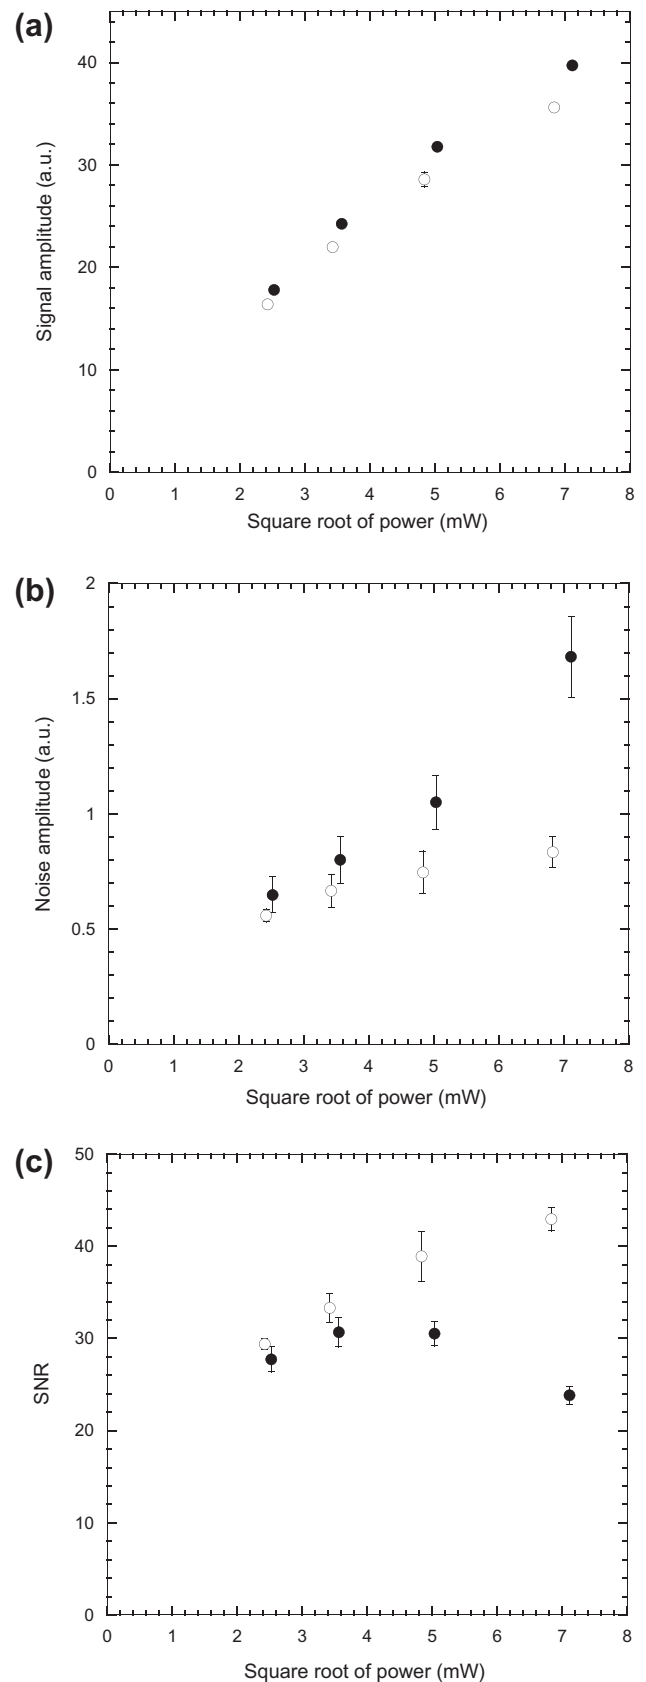 (a)
Signal amplitude (a.u.)
40
30
20
10
0
0 1 2 3 4 5 6 7 8
Square root of power (mW)
(b)
Noise amplitude (a.u.)
2
1.5
1
0.5
0
0 1 2 3 4 5 6 7 8
Square root of power (mW)
(c)
SNR
50
40
30
20
10
0
0 1 2 3 4 5 6 7 8
Square root of power (mW)